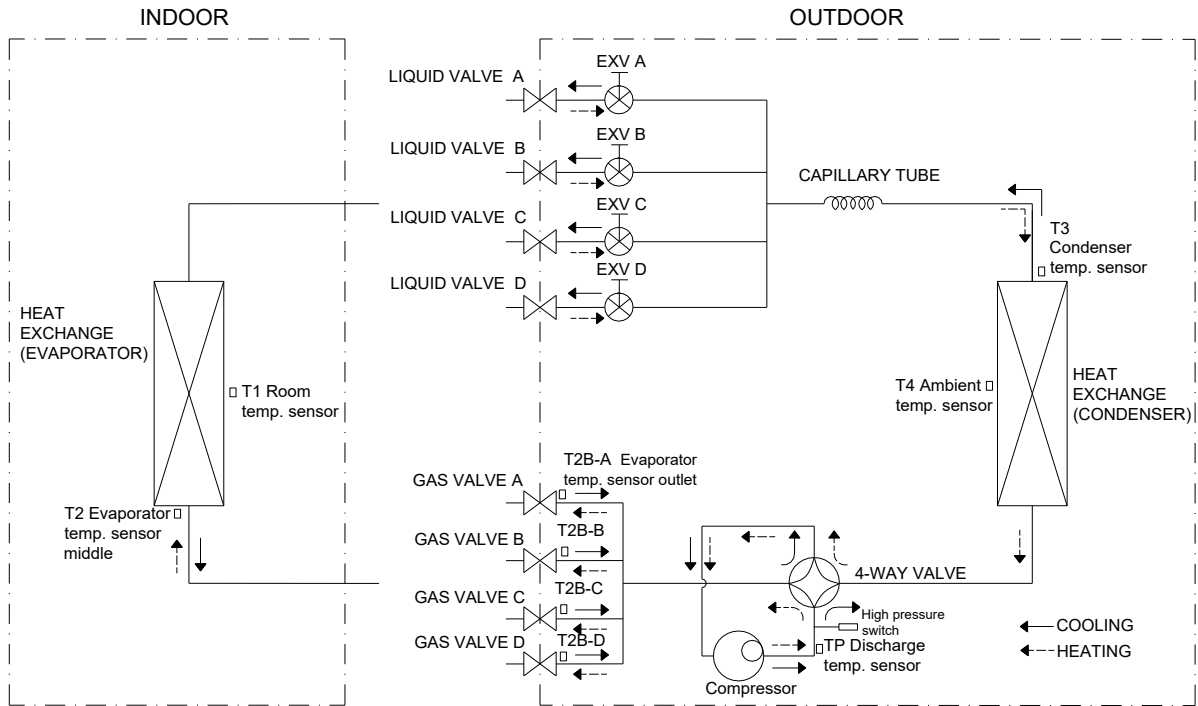 INDOOR
OUTDOOR
LIQUID VALVE A
EXV A
LIQUID VALVE B
EXV B
LIQUID VALVE C
EXV C
LIQUID VALVE D
EXV D
CAPILLARY TUBE
T3
Condenser
temp. sensor
HEAT
EXCHANGE
(EVAPORATOR)
T1 Room
temp. sensor
T4 Ambient
temp. sensor
HEAT
EXCHANGE
(CONDENSER)
T2 Evaporator
temp. sensor
middle
GAS VALVE A
T2B-A Evaporator
temp. sensor outlet
GAS VALVE B
T2B-B
GAS VALVE C
T2B-C
GAS VALVE D
T2B-D
4-WAY VALVE
High pressure
switch
TP Discharge
temp. sensor
Compressor
COOLING
HEATING